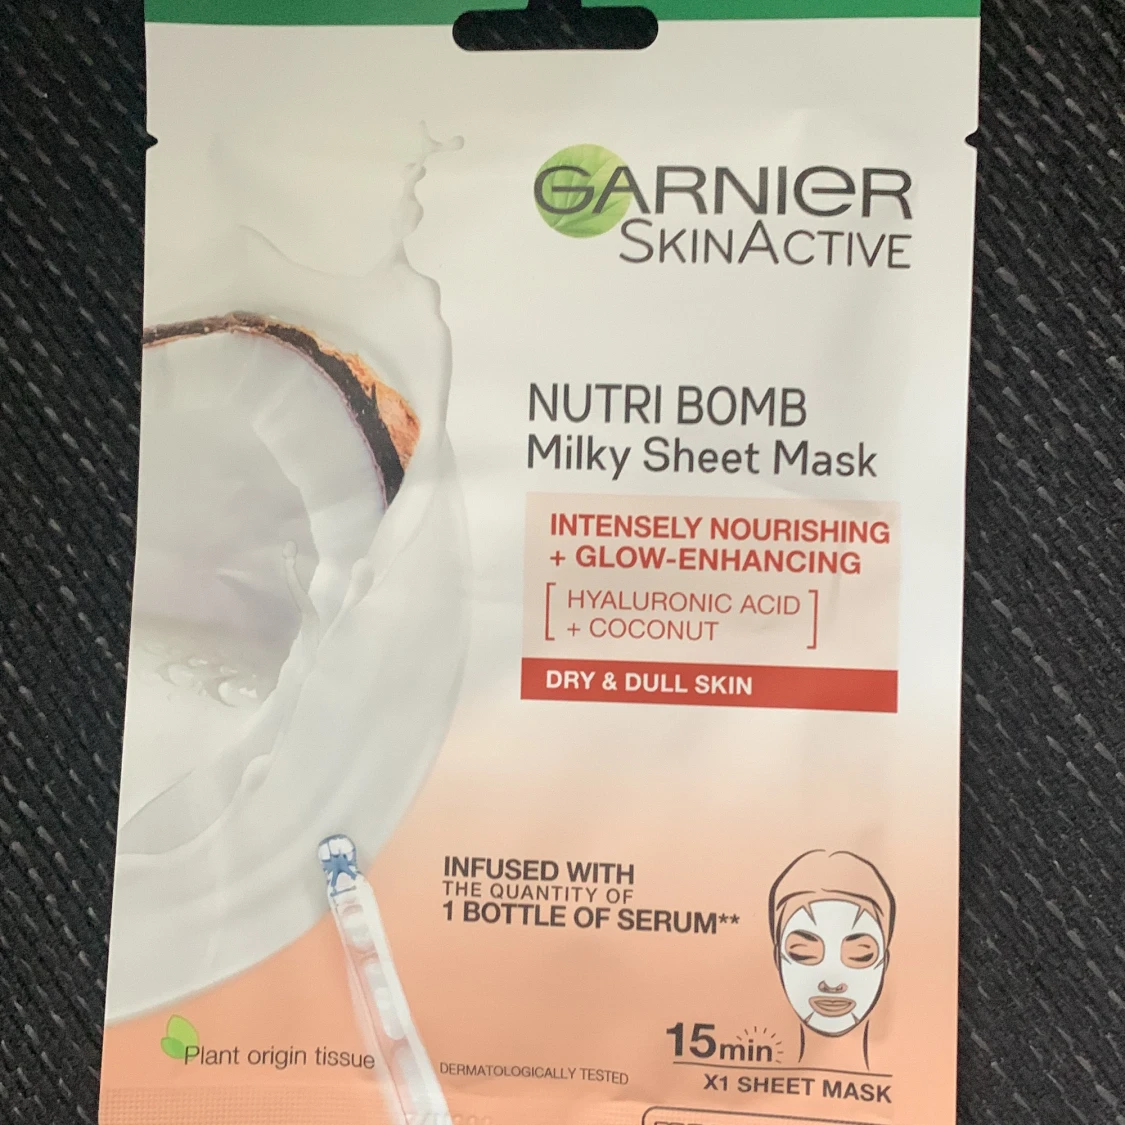 GARNIER
SKINACTIVE
NUTRI BOMB
Milky Sheet Mask
INTENSELY NOURISHING
+ GLOW-ENHANCING
[HYALURONIC ACID
+ COCONUT]
DRY & DULL SKIN
INFUSED WITH
THE QUANTITY OF
1 BOTTLE OF SERUM**
15min
X1 SHEET MASK
Plant origin tissue
DERMATOLOGICALLY TESTED